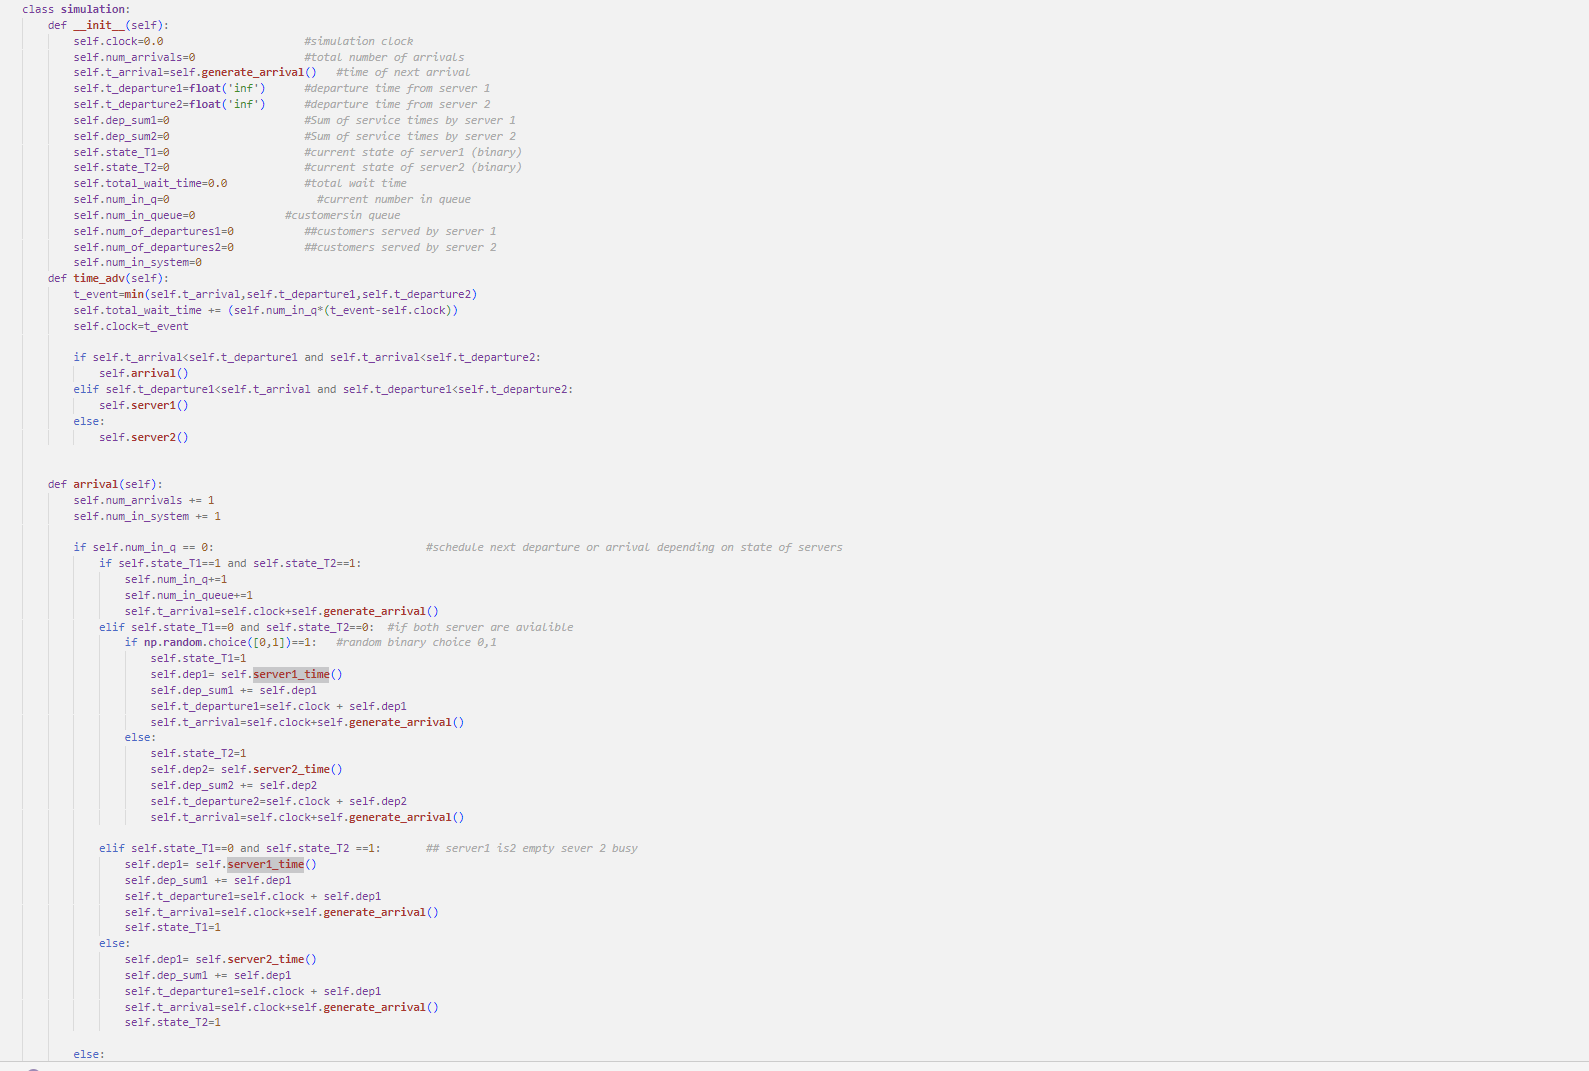 class simulation:
    def __init__(self):
        self.clock=0.0                      #simulation clock
        self.num_arrivals=0                 #total number of arrivals
        self.t_arrival=self.generate_arrival()   #time of next arrival
        self.t_departure1=float('inf')      #departure time from server 1
        self.t_departure2=float('inf')      #departure time from server 2
        self.dep_sum1=0                     #Sum of service times by server 1
        self.dep_sum2=0                     #Sum of service times by server 2
        self.state_T1=0                     #current state of server1 (binary)
        self.state_T2=0                     #current state of server2 (binary)
        self.total_wait_time=0.0            #total wait time
        self.num_in_q=0                       #current number in queue
        self.num_in_queue=0              #customersin queue
        self.num_of_departures1=0           ##customers served by server 1
        self.num_of_departures2=0           ##customers served by server 2
        self.num_in_system=0
    def time_adv(self):
        t_event=min(self.t_arrival,self.t_departure1,self.t_departure2)
        self.total_wait_time += (self.num_in_q*(t_event-self.clock))
        self.clock=t_event
        if self.t_arrival<self.t_departure1 and self.t_arrival<self.t_departure2:
            self.arrival()
        elif self.t_departure1<self.t_arrival and self.t_departure1<self.t_departure2:
            self.server1()
        else:
            self.server2()
    def arrival(self):
        self.num_arrivals += 1
        self.num_in_system += 1
        if self.num_in_q == 0:                                 #schedule next departure or arrival depending on state of servers
            if self.state_T1==1 and self.state_T2==1:
                self.num_in_q+=1
                self.num_in_queue+=1
                self.t_arrival=self.clock+self.generate_arrival()
            elif self.state_T1==0 and self.state_T2==0:  #if both server are avialible
                if np.random.choice([0,1])==1:   #random binary choice 0,1
                    self.state_T1=1
                    self.dep1= self.server1_time()
                    self.dep_sum1 += self.dep1
                    self.t_departure1=self.clock + self.dep1
                    self.t_arrival=self.clock+self.generate_arrival()
                else:
                    self.state_T2=1
                    self.dep2= self.server2_time()
                    self.dep_sum2 += self.dep2
                    self.t_departure2=self.clock + self.dep2
                    self.t_arrival=self.clock+self.generate_arrival()
            elif self.state_T1==0 and self.state_T2 ==1:       ## server1 is2 empty sever 2 busy
                self.dep1= self.server1_time()
                self.dep_sum1 += self.dep1
                self.t_departure1=self.clock + self.dep1
                self.t_arrival=self.clock+self.generate_arrival()
                self.state_T1=1
            else:
                self.dep1= self.server2_time()
                self.dep_sum1 += self.dep1
                self.t_departure1=self.clock + self.dep1
                self.t_arrival=self.clock+self.generate_arrival()
                self.state_T2=1
        else: